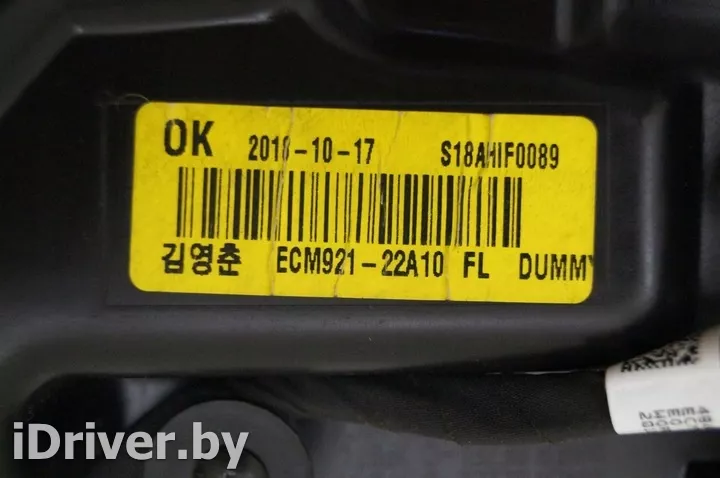 OK 2018-10-17 S18AHIF0089
김영춘 ECM921-22A10 FL DUMMY
iDriver.by